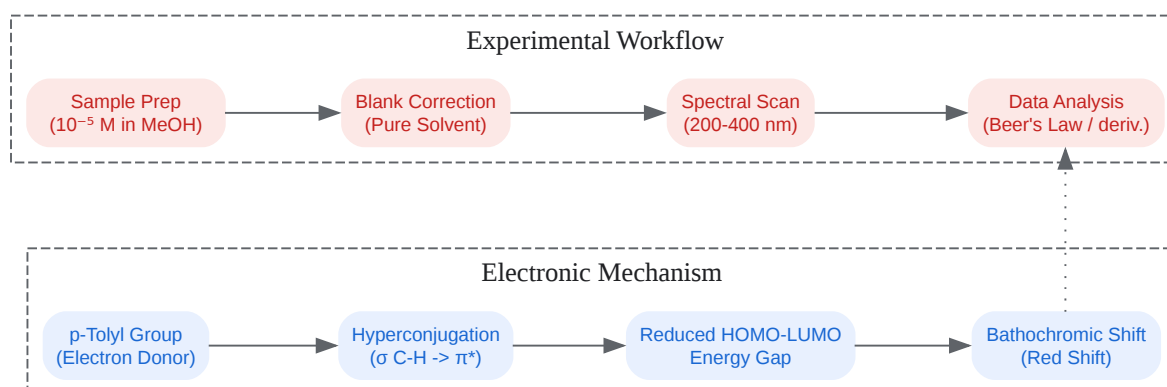 Experimental Workflow
Sample Prep
(10⁻⁵ M in MeOH)
Blank Correction
(Pure Solvent)
Spectral Scan
(200-400 nm)
Data Analysis
(Beer's Law / deriv.)
Electronic Mechanism
p-Tolyl Group
(Electron Donor)
Hyperconjugation
(σ C-H -> π*)
Reduced HOMO-LUMO
Energy Gap
Bathochromic Shift
(Red Shift)